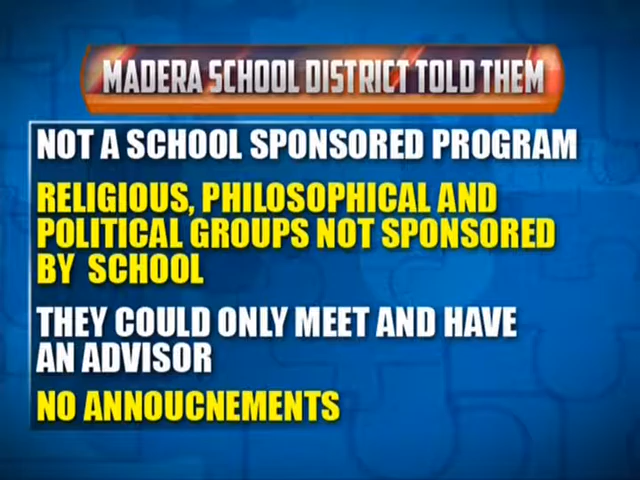 MADERA SCHOOL DISTRICT TOLD THEM
NOT A SCHOOL SPONSORED PROGRAM
RELIGIOUS, PHILOSOPHICAL AND
POLITICAL GROUPS NOT SPONSORED
BY SCHOOL
THEY COULD ONLY MEET AND HAVE
AN ADVISOR
NO ANNOUCNEMENTS